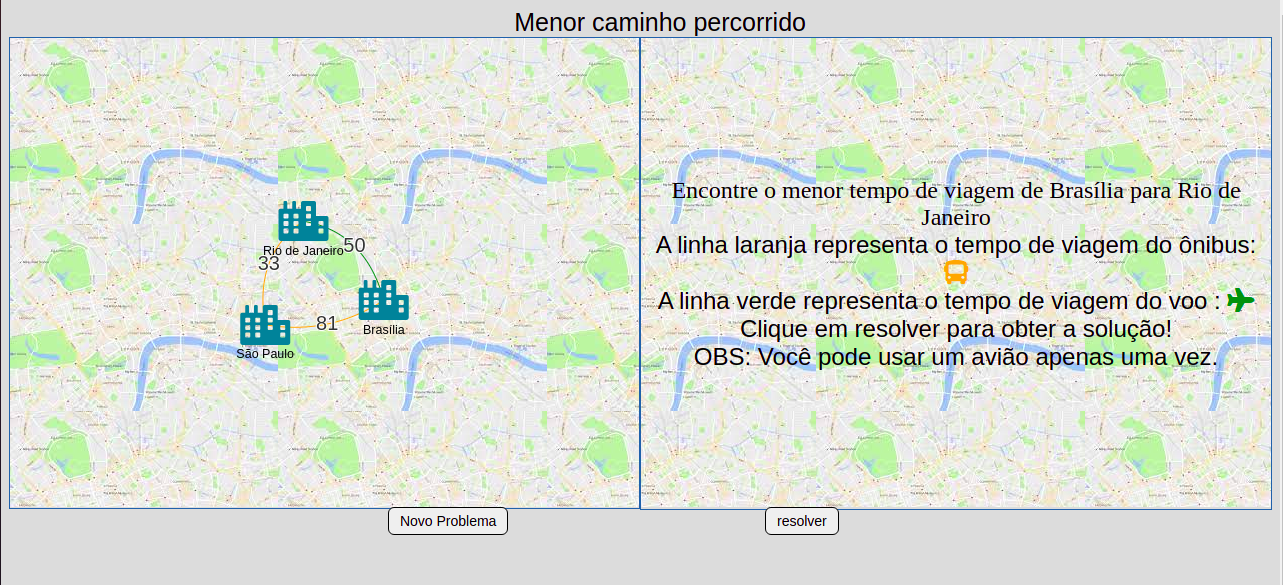 Menor caminho percorrido
Rio de Janeiro
50
33
81
Brasília
São Paulo
Encontre o menor tempo de viagem de Brasília para Rio de
Janeiro
A linha laranja representa o tempo de viagem do ônibus:
A linha verde representa o tempo de viagem do voo :
Clique em resolver para obter a solução!
OBS: Você pode usar um avião apenas uma vez.
Novo Problema
resolver